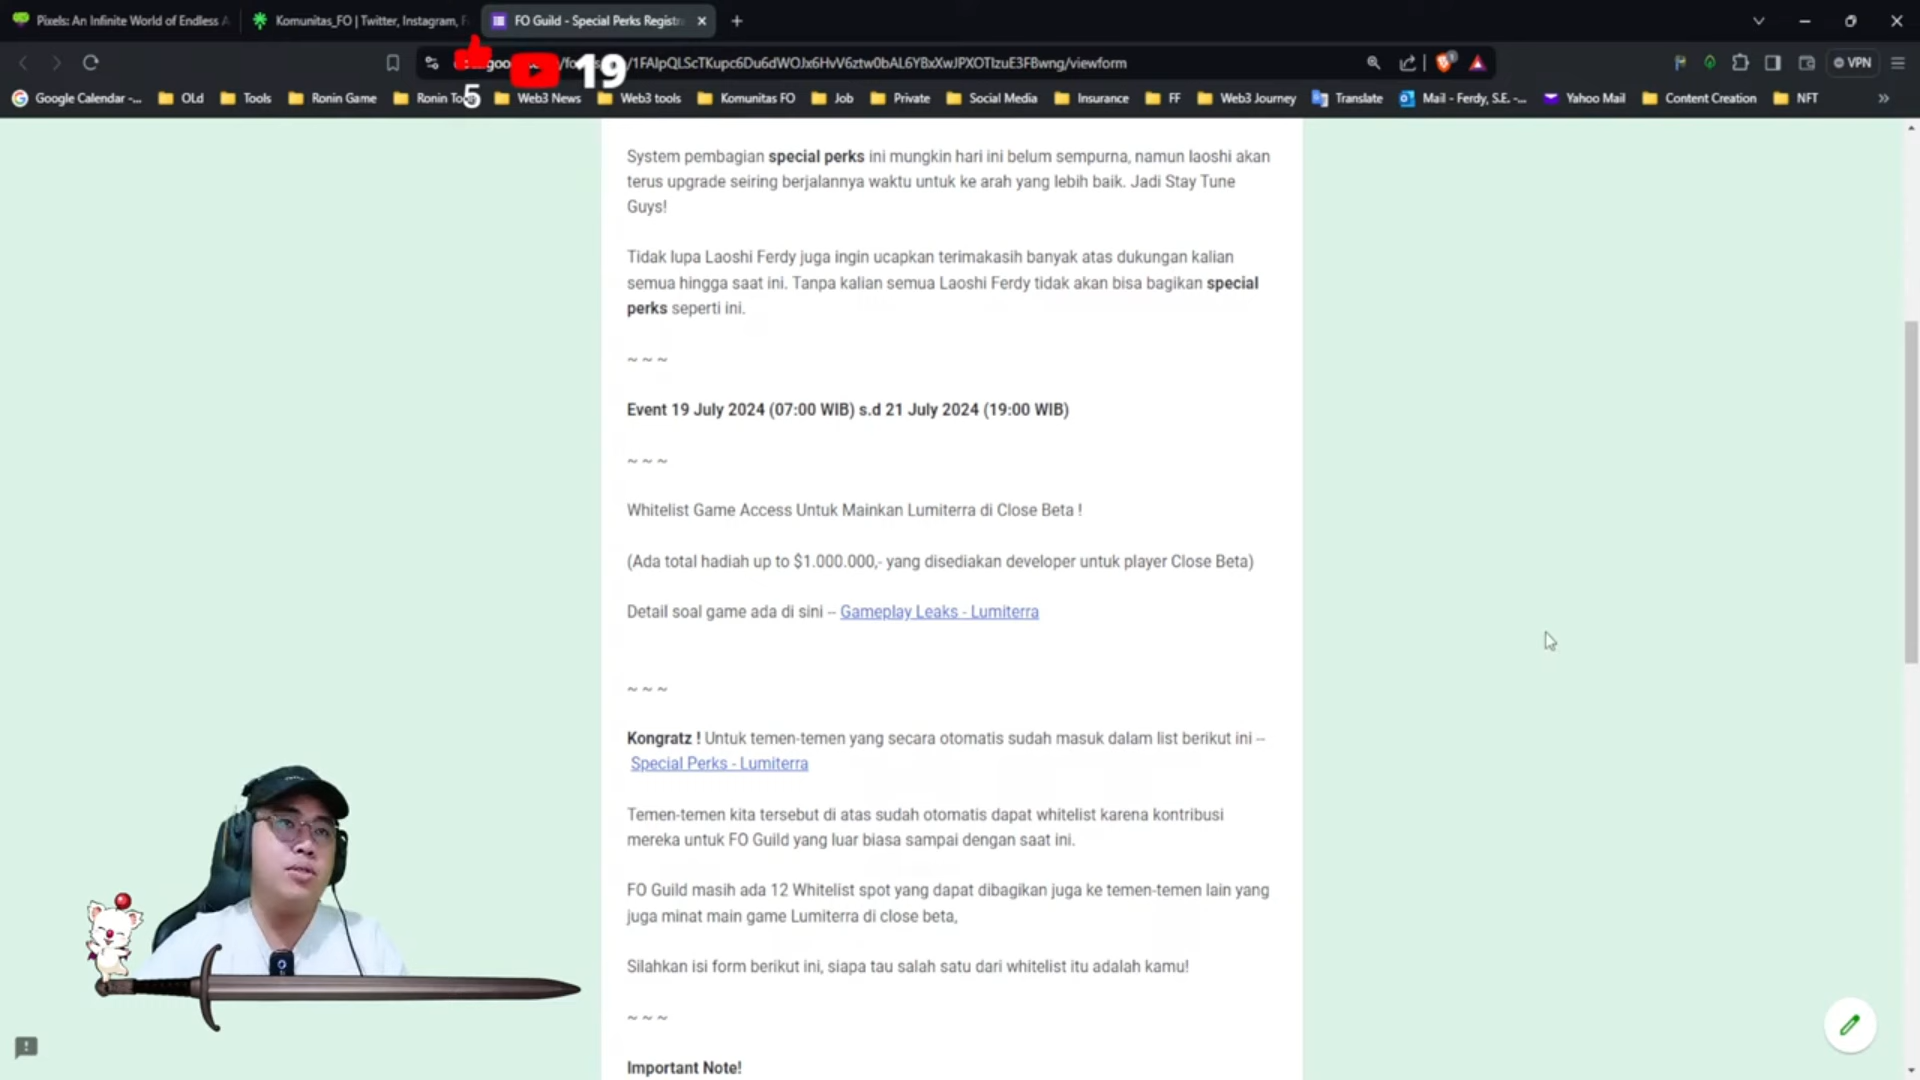 Pixels: An Infinite World of Endless A
Komunitas_FO | Twitter, Instagram, F
FO Guild - Special Perks Registr
/1FAIpQLScTKupc6Du6dWOJx6HvV6ztw0bAL6YBxXwJPXOTIzuE3FBwng/viewform
VPN
19
5
Google Calendar -...
OLd
Tools
Ronin Game
Ronin Too
Web3 News
Web3 tools
Komunitas FO
Job
Private
Social Media
Insurance
FF
Web3 Journey
Translate
Mail - Ferdy, S.E. -...
Yahoo Mail
Content Creation
NFT
System pembagian special perks ini mungkin hari ini belum sempurna, namun laoshi akan
terus upgrade seiring berjalannya waktu untuk ke arah yang lebih baik. Jadi Stay Tune
Guys!
Tidak lupa Laoshi Ferdy juga ingin ucapkan terimakasih banyak atas dukungan kalian
semua hingga saat ini. Tanpa kalian semua Laoshi Ferdy tidak akan bisa bagikan special
perks seperti ini.
~ ~ ~
Event 19 July 2024 (07:00 WIB) s.d 21 July 2024 (19:00 WIB)
~ ~ ~
Whitelist Game Access Untuk Mainkan Lumiterra di Close Beta !
(Ada total hadiah up to $1.000.000,- yang disediakan developer untuk player Close Beta)
Detail soal game ada di sini -- Gameplay Leaks - Lumiterra
~ ~ ~
Kongratz ! Untuk temen-temen yang secara otomatis sudah masuk dalam list berikut ini --
Special Perks - Lumiterra
Temen-temen kita tersebut di atas sudah otomatis dapat whitelist karena kontribusi
mereka untuk FO Guild yang luar biasa sampai dengan saat ini.
FO Guild masih ada 12 Whitelist spot yang dapat dibagikan juga ke temen-temen lain yang
juga minat main game Lumiterra di close beta,
Silahkan isi form berikut ini, siapa tau salah satu dari whitelist itu adalah kamu!
~ ~ ~
Important Note!